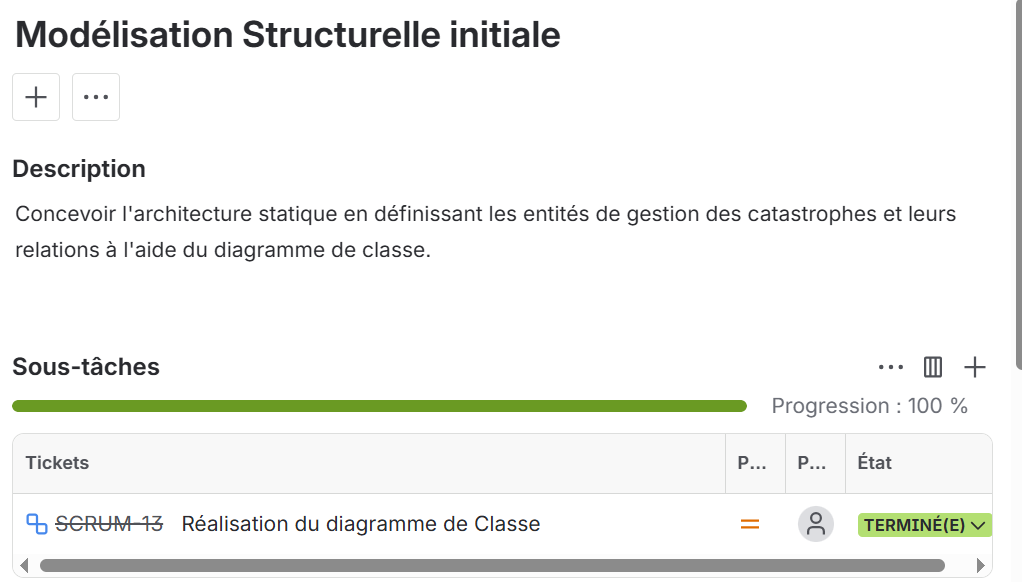 Modélisation Structurelle initiale
Description
Concevoir l'architecture statique en définissant les entités de gestion des catastrophes et leurs
relations à l'aide du diagramme de classe.
Sous-tâches
Progression : 100 %
Tickets P... P... État
SCRUM-13 Réalisation du diagramme de Classe TERMINÉ(E)